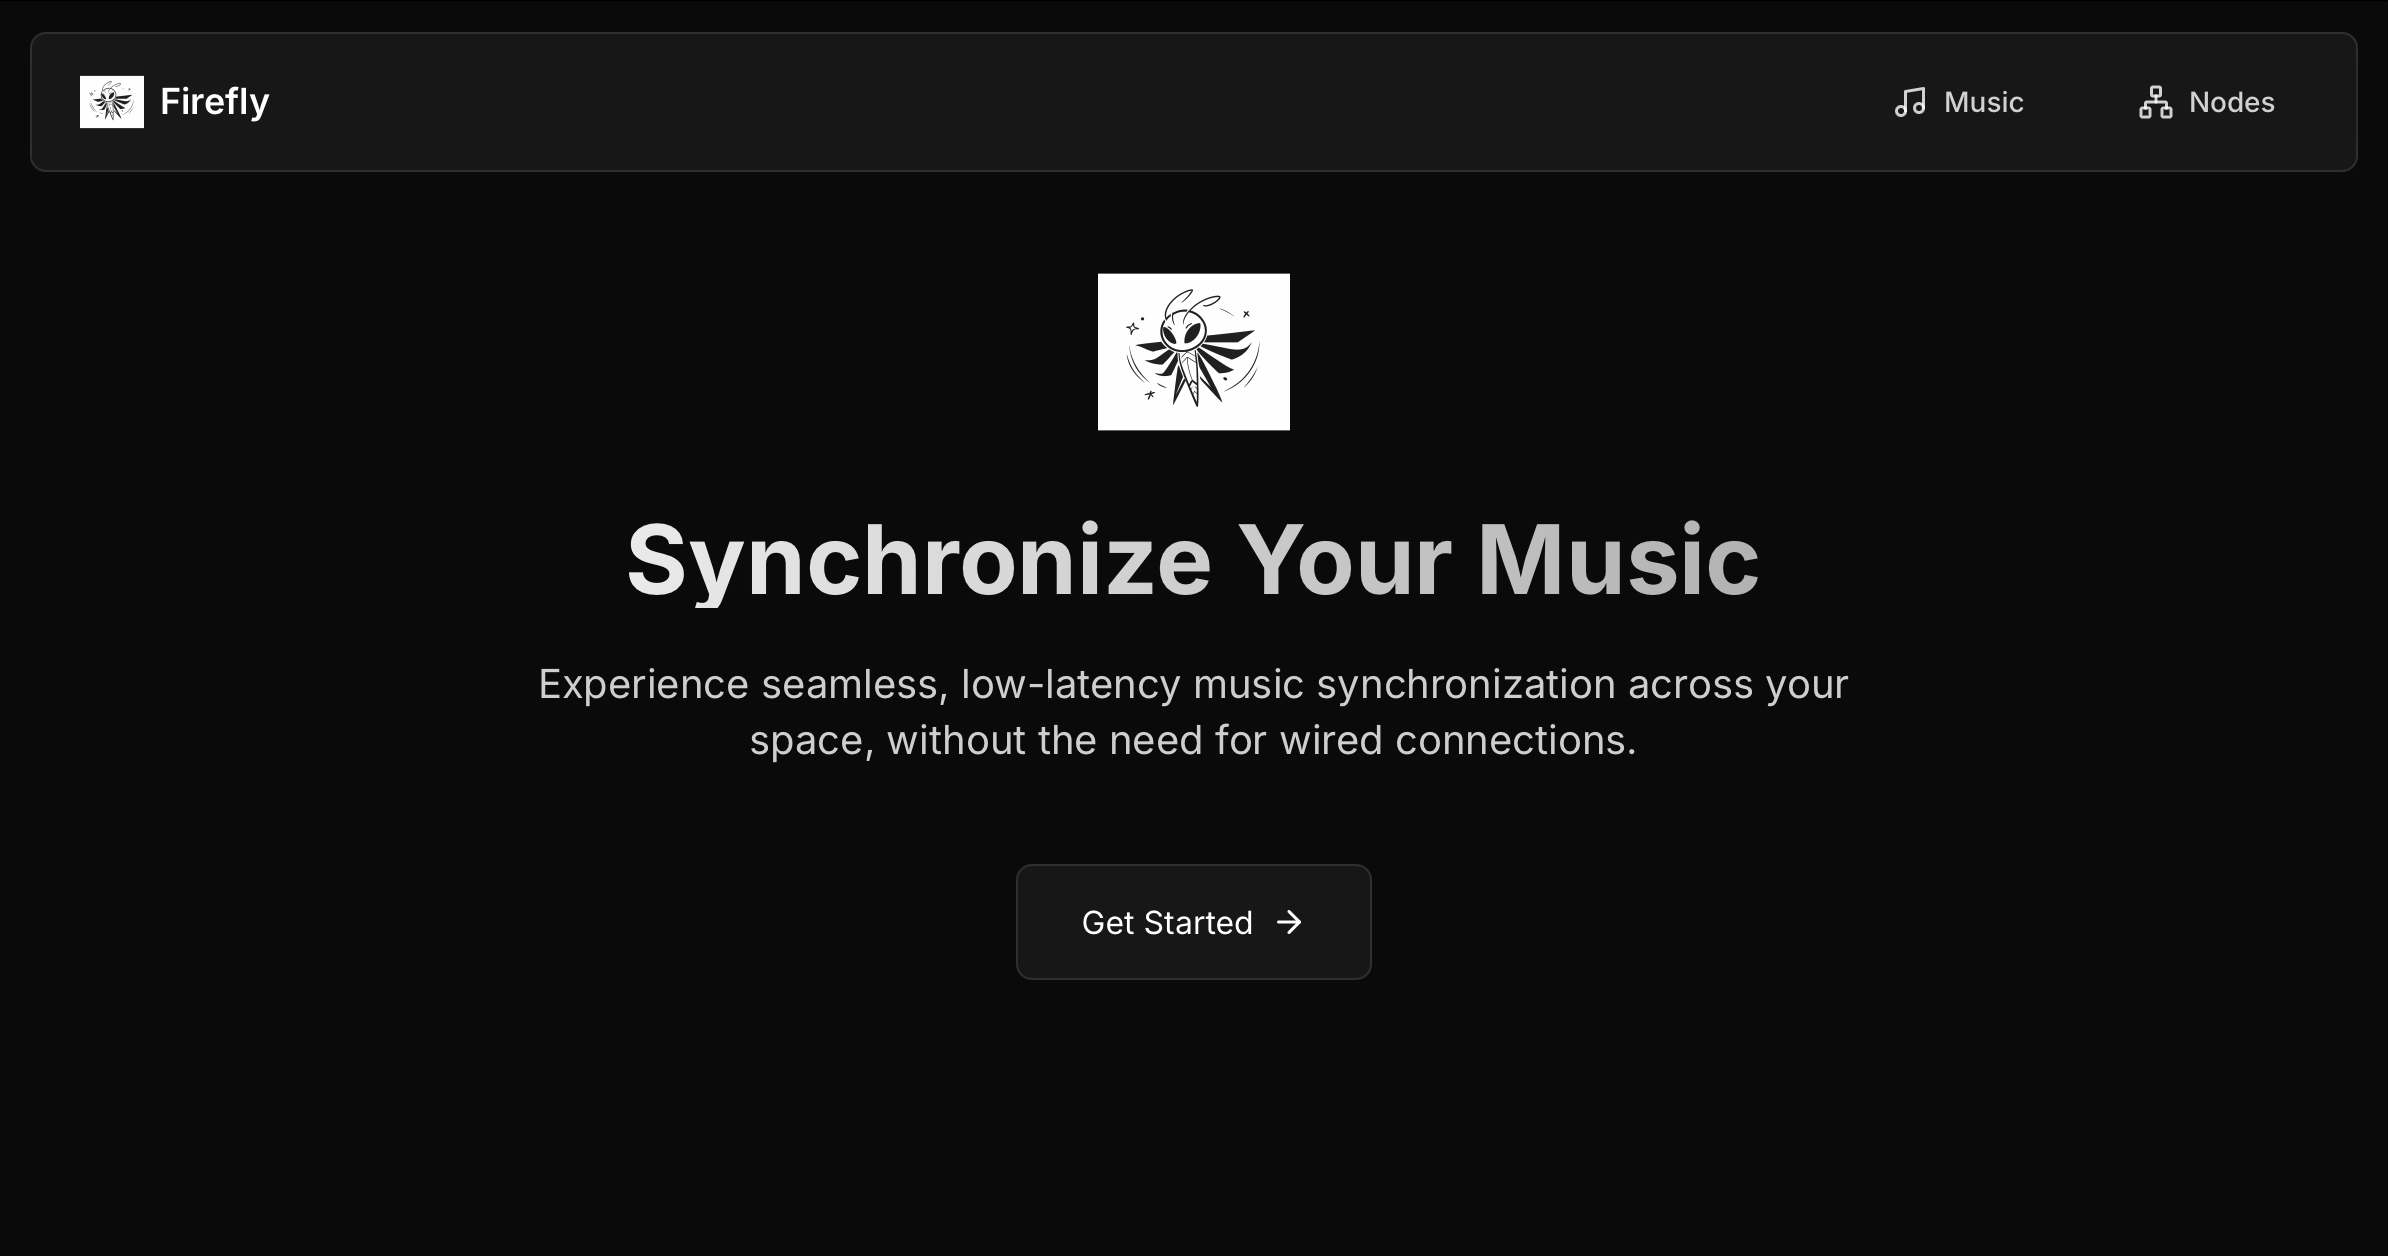 Firefly
Music
Nodes
Synchronize Your Music
Experience seamless, low-latency music synchronization across your
space, without the need for wired connections.
Get Started